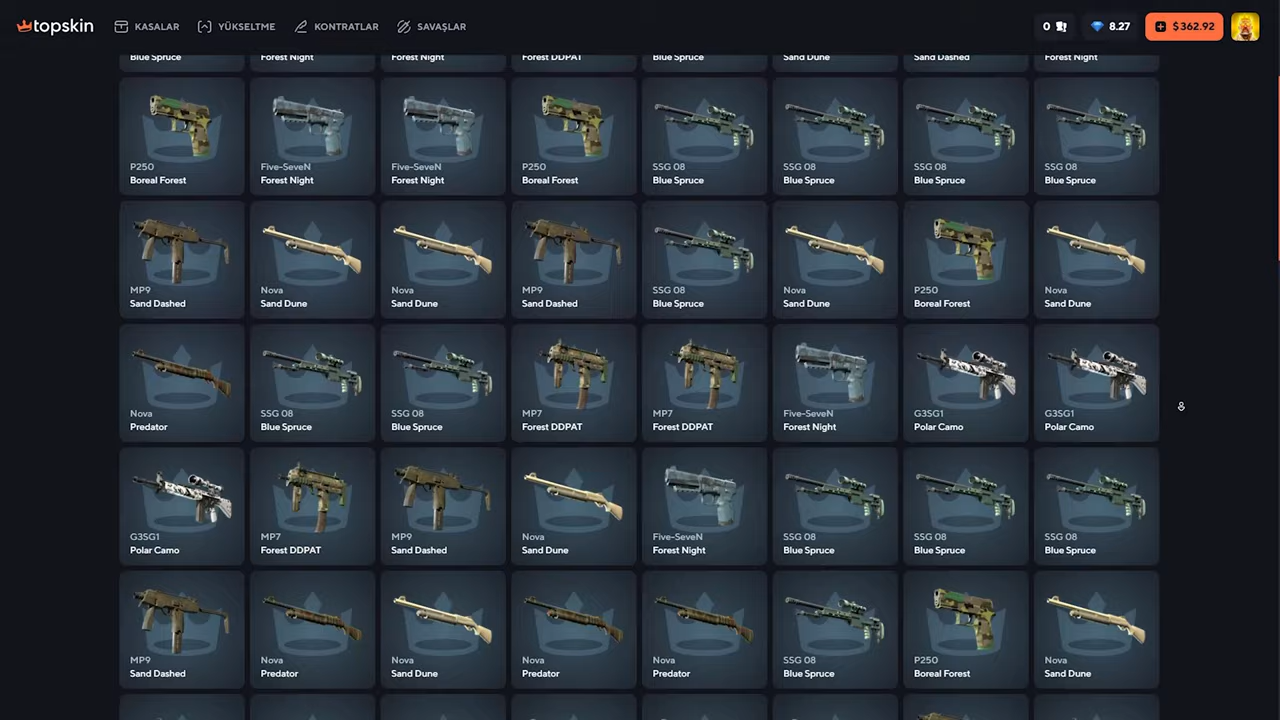 topskin KASALAR YÜKSELTME KONTRATLAR SAVAŞLAR 0 8.27 $362.92
Blue Spruce Forest Night Forest Night Forest DDPAT Blue Spruce Sand Dune Sand Dashed Forest Night
P250 Five-SeveN Five-SeveN P250 SSG 08 SSG 08 SSG 08 SSG 08
Boreal Forest Forest Night Forest Night Boreal Forest Blue Spruce Blue Spruce Blue Spruce Blue Spruce
MP9 Nova Nova MP9 SSG 08 Nova P250 Nova
Sand Dashed Sand Dune Sand Dune Sand Dashed Blue Spruce Sand Dune Boreal Forest Sand Dune
Nova SSG 08 SSG 08 MP7 MP7 Five-SeveN G3SG1 G3SG1
Predator Blue Spruce Blue Spruce Forest DDPAT Forest DDPAT Forest Night Polar Camo Polar Camo
G3SG1 MP7 MP9 Nova Five-SeveN SSG 08 SSG 08 SSG 08
Polar Camo Forest DDPAT Sand Dashed Sand Dune Forest Night Blue Spruce Blue Spruce Blue Spruce
MP9 Nova Nova Nova Nova SSG 08 P250 Nova
Sand Dashed Predator Sand Dune Predator Predator Blue Spruce Boreal Forest Sand Dune